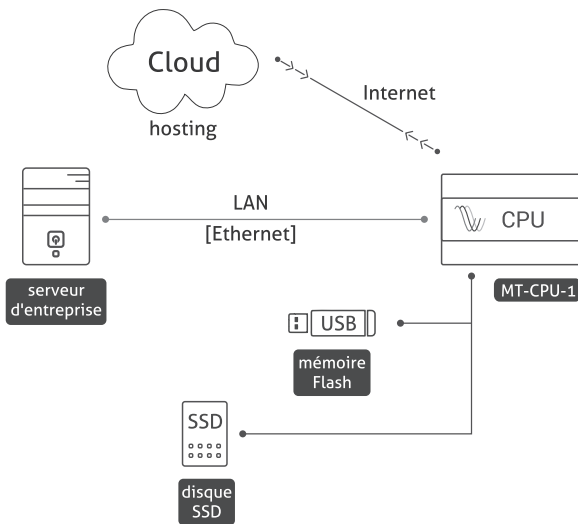 Cloud
hosting
Internet
LAN
[Ethernet]
CPU
serveur
d'entreprise
MT-CPU-1
USB
mémoire
Flash
SSD
disque
SSD